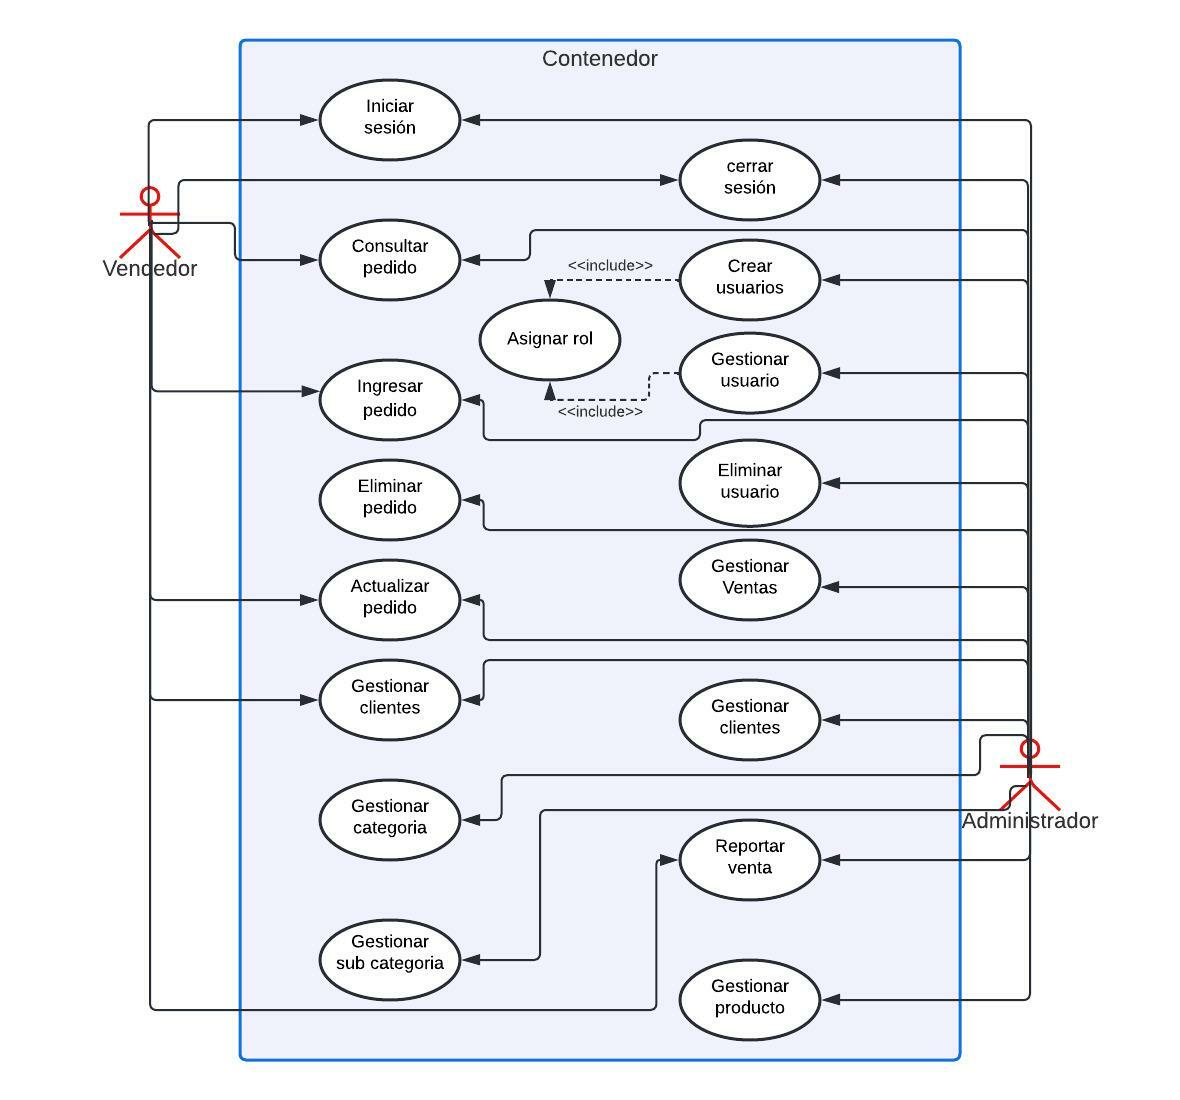 Contenedor
Iniciar
sesión
cerrar
sesión
Vendedor
Consultar
pedido
<<include>>
Crear
usuarios
Asignar rol
Gestionar
usuario
<<include>>
Ingresar
pedido
Eliminar
usuario
Eliminar
pedido
Gestionar
Ventas
Actualizar
pedido
Gestionar
clientes
Gestionar
clientes
Gestionar
categoria
Administrador
Reportar
venta
Gestionar
sub categoria
Gestionar
producto